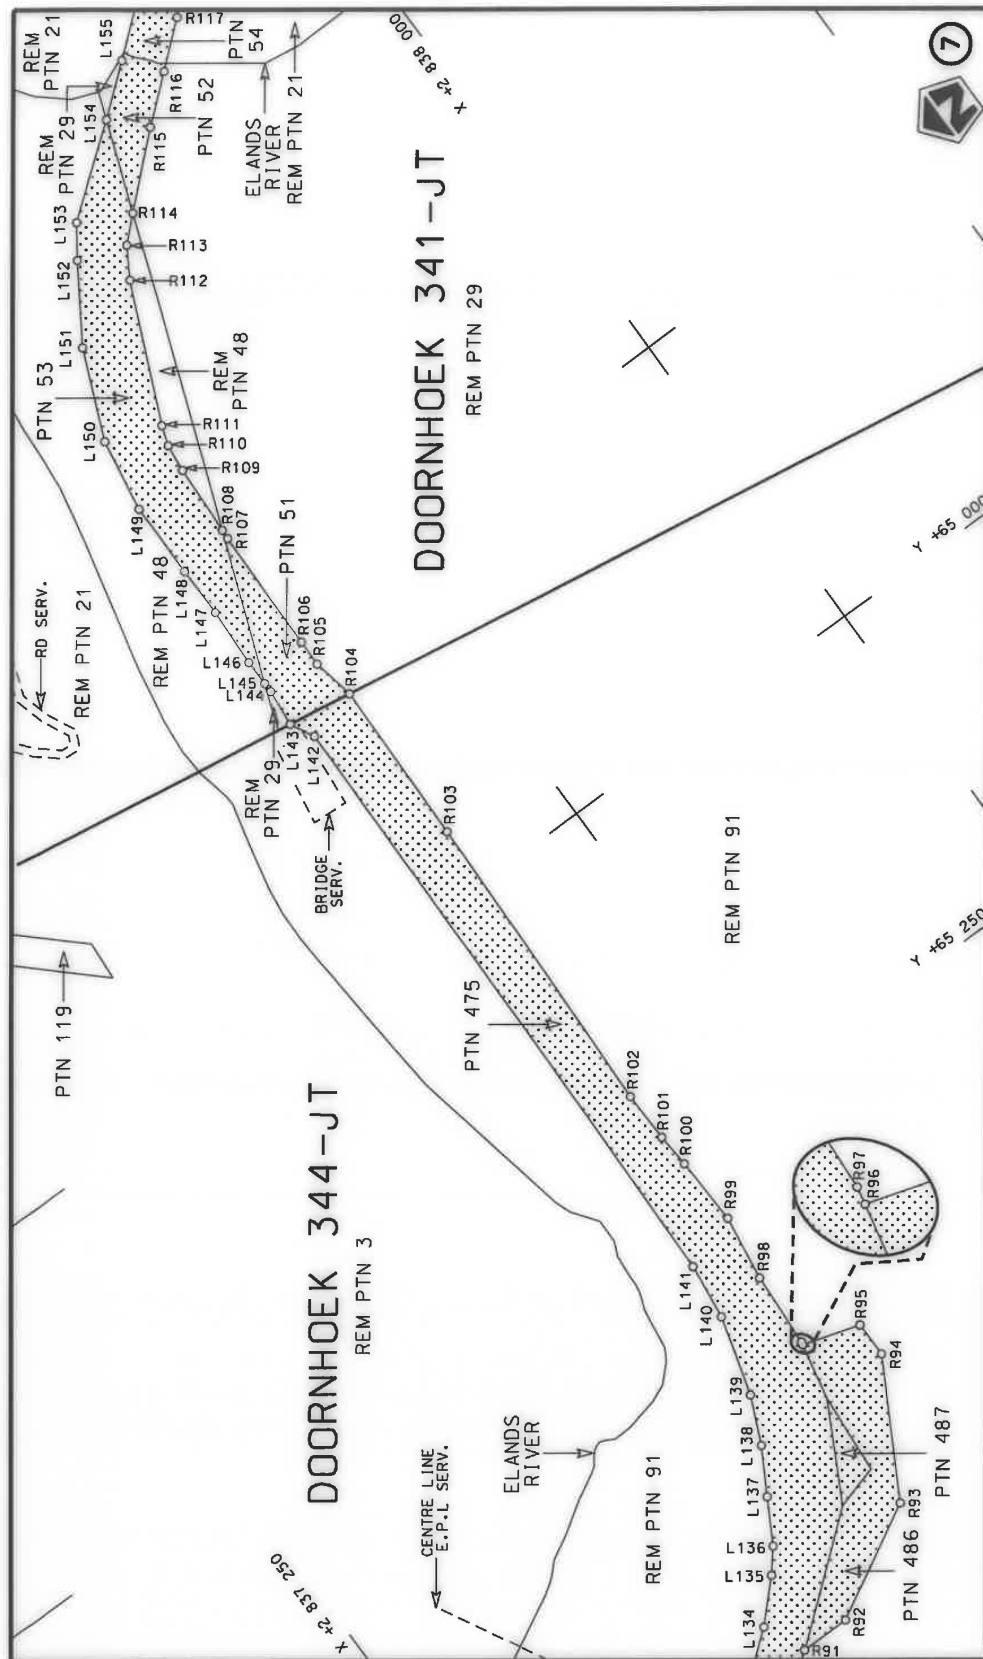 REM
PTN 21
L155
R117
PTN
54
REM
PTN 29
L154
R116
PTN 52
R115
ELANDS
RIVER
REM PTN 21
X +2 838 000
7
L153
R114
L152
R113
R112
L151
PTN 53
REM
PTN 48
R111
L150
R110
R109
L149
R108
R107
PTN 51
DOORNHOEK 341-JT
REM PTN 29
L148
REM PTN 48
L147
R106
R105
R104
L146
L145
L144
RD SERV.
REM PTN 21
L143
L142
REM
PTN 29
BRIDGE
SERV.
Y +65 000
R103
REM PTN 91
Y +65 250
PTN 119
PTN 475
R102
R101
R100
R99
R98
R97
R96
DOORNHOEK 344-JT
REM PTN 3
L141
L140
L139
L138
L137
L136
L135
L134
R95
R94
R93
R92
R91
PTN 487
PTN 486
ELANDS
RIVER
REM PTN 91
CENTRE LINE
E.P.L SERV.
X +2 837 250